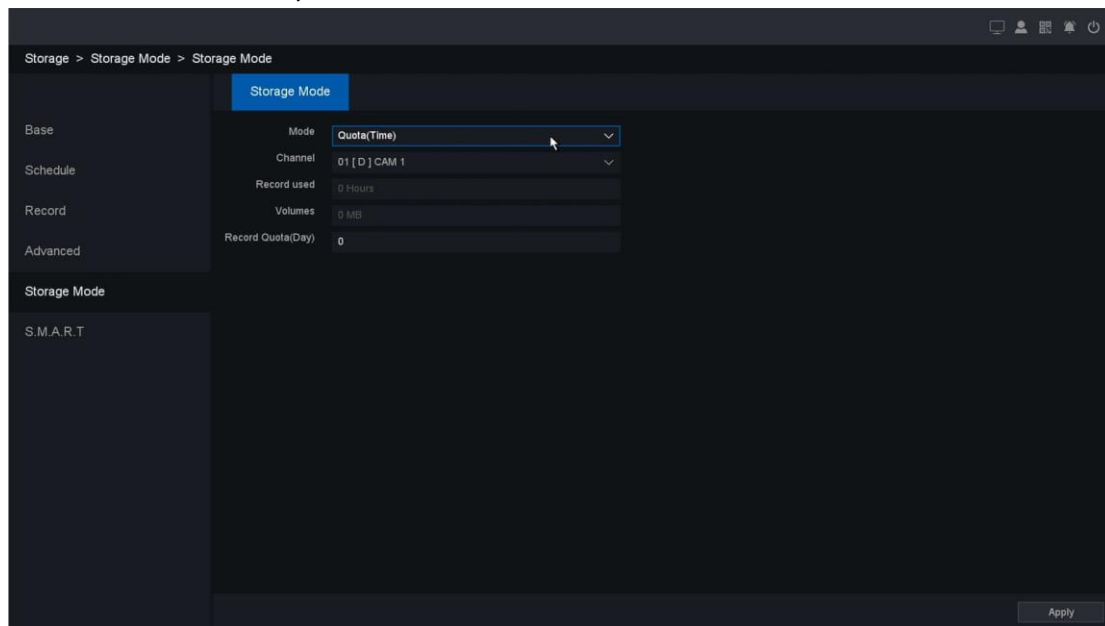 Storage > Storage Mode > Storage Mode
Storage Mode
Base
Schedule
Record
Advanced
Storage Mode
S.M.A.R.T
Mode Quota(Time)
Channel 01 [ D ] CAM 1
Record used 0 Hours
Volumes 0 MB
Record Quota(Day) 0
Apply